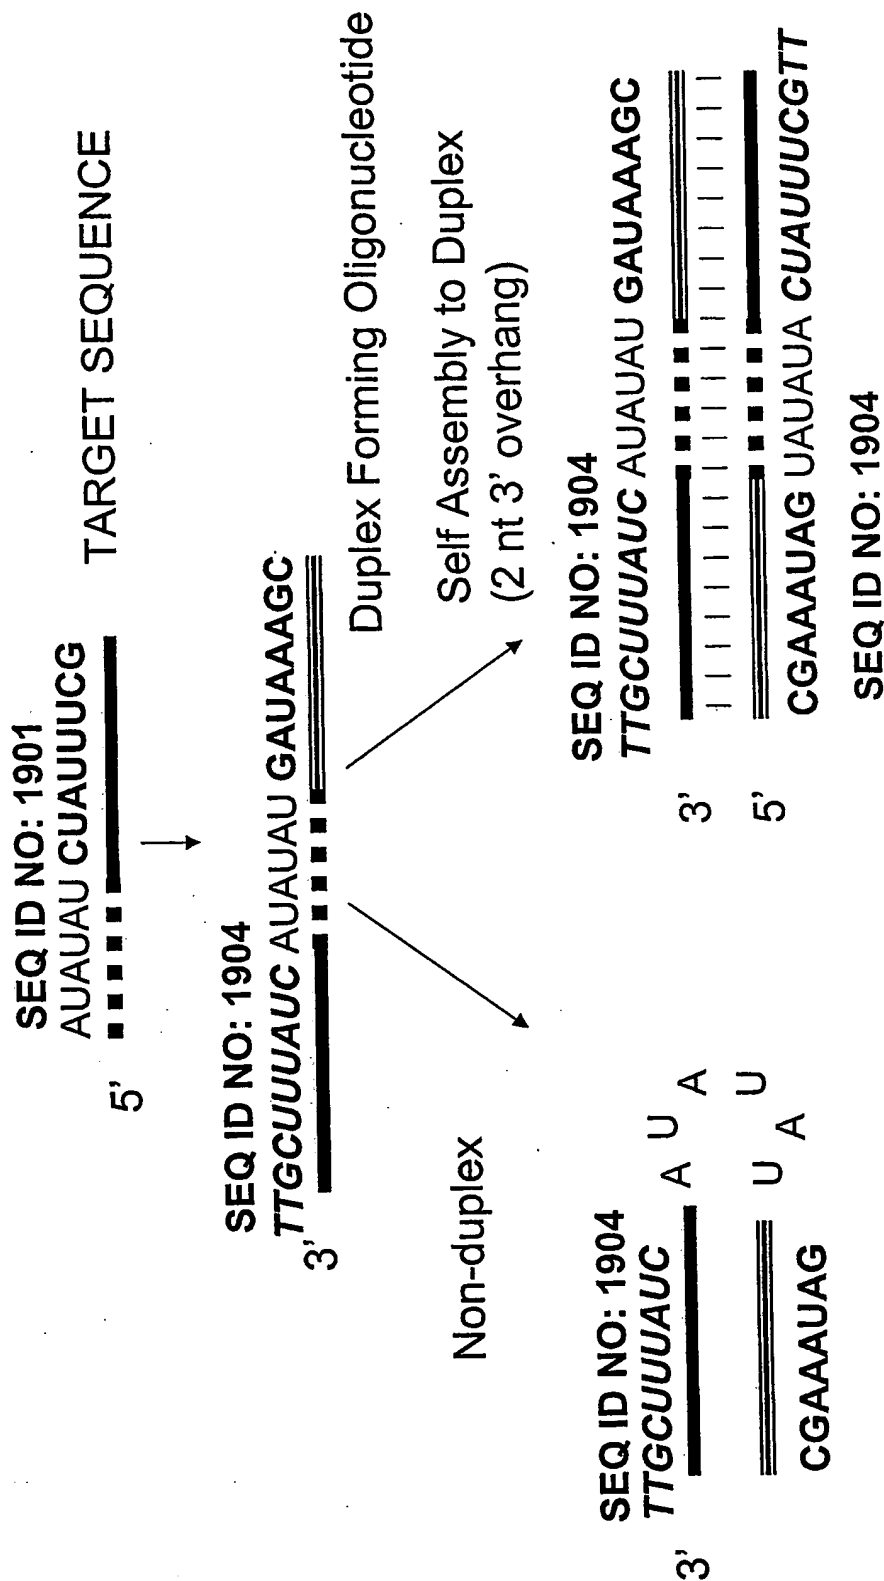 SEQ ID NO: 1901
AUAUAU CUAUUUCG
5'
TARGET SEQUENCE
SEQ ID NO: 1904
TTGCUUUAUC AUAUAU GAUAAAGC
3'
Duplex Forming Oligonucleotide
Non-duplex
Self Assembly to Duplex
(2 nt 3' overhang)
SEQ ID NO: 1904
TTGCUUUAUC
3'
A
U
A
U
A
U
CGAAAUAG
SEQ ID NO: 1904
TTGCUUUAUC AUAUAU GAUAAAGC
3'
5'
CGAAAUAG UAUAUA CUAUUUCGTT
SEQ ID NO: 1904